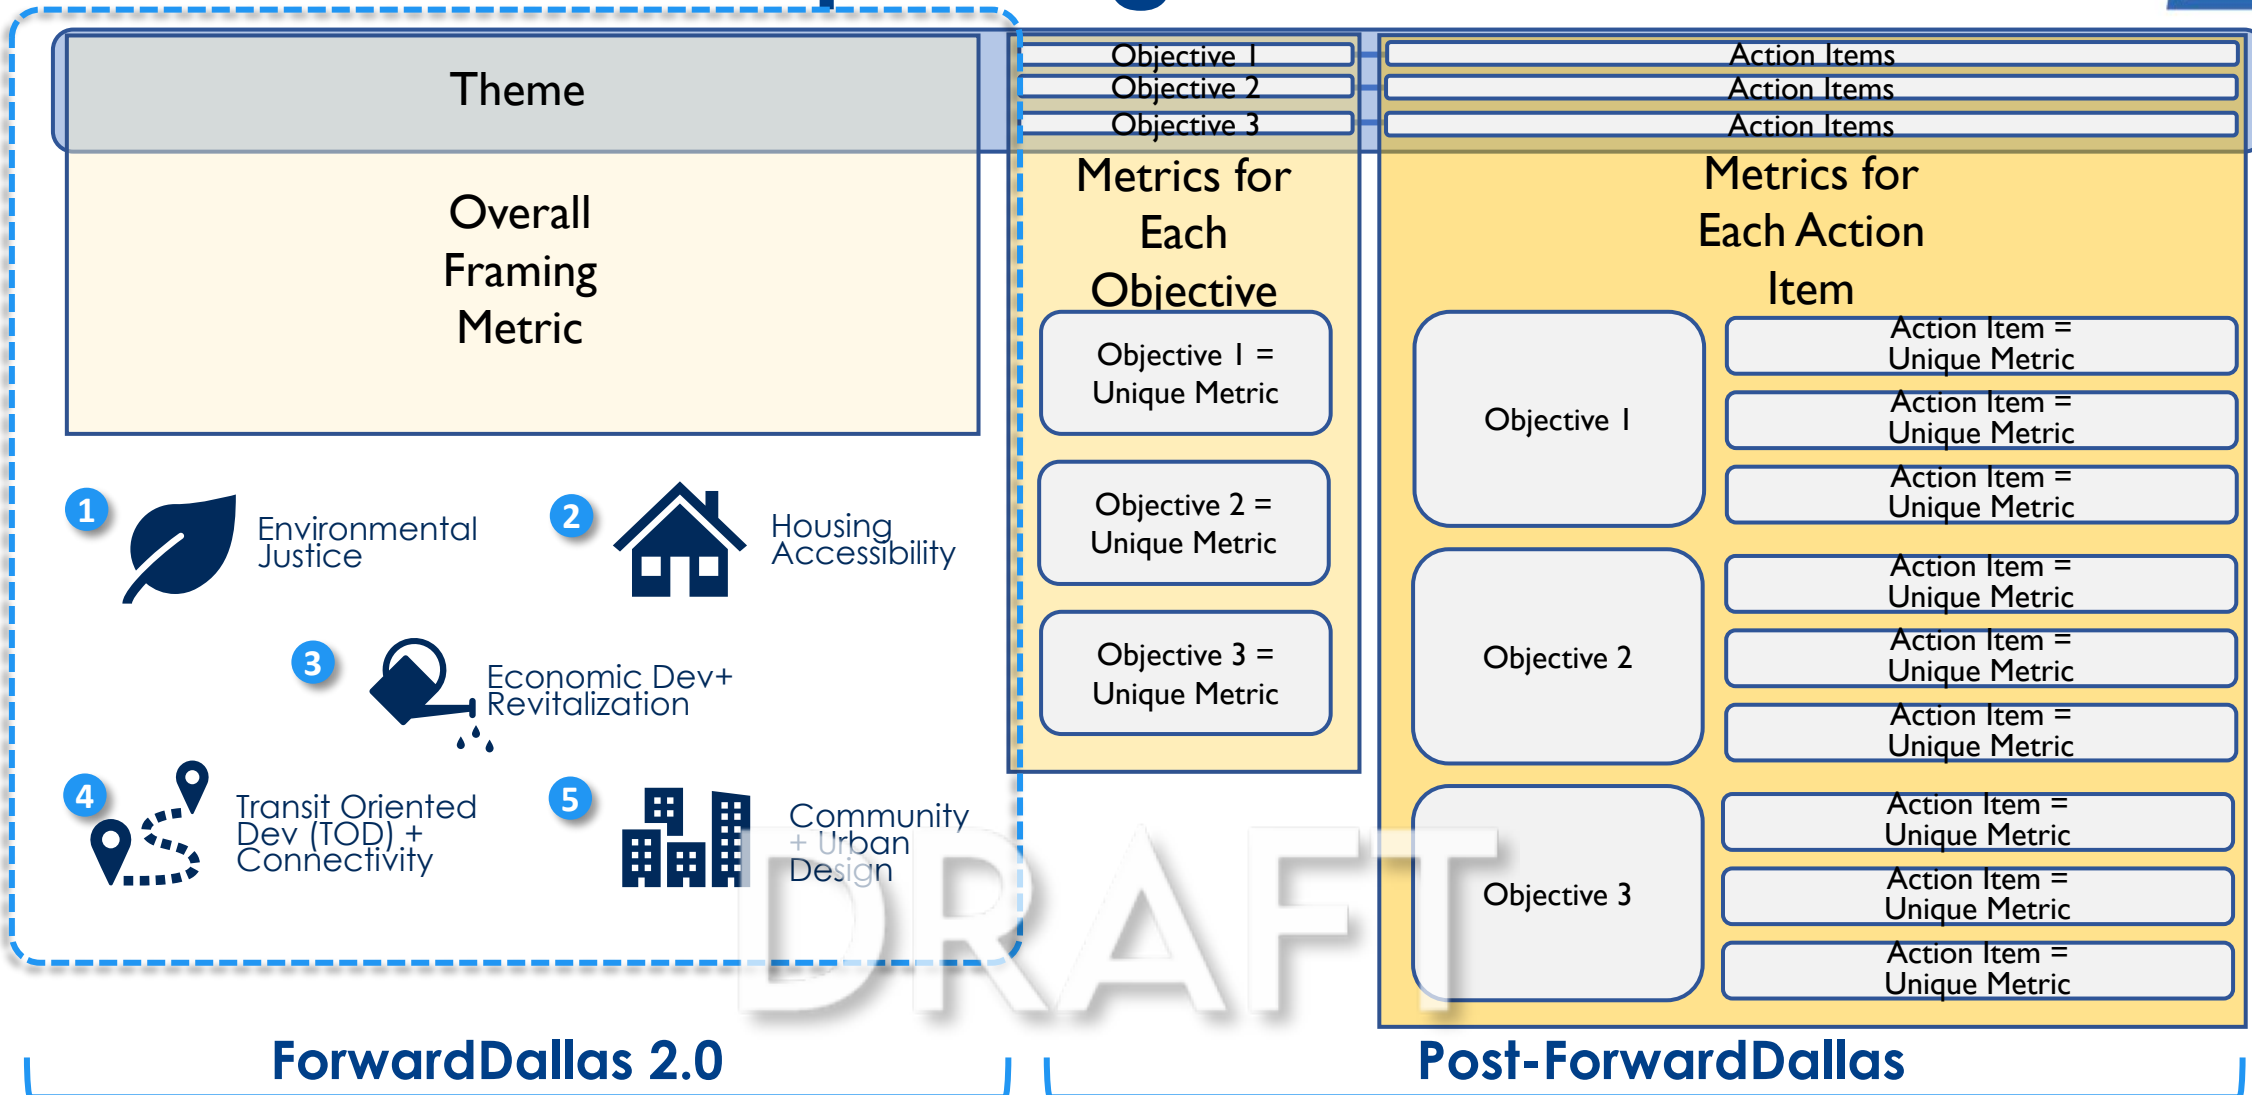 Theme
Overall
Framing
Metric
1
Environmental
Justice
2
Housing
Accessibility
3
Economic Dev+
Revitalization
4
Transit Oriented
Dev (TOD) +
Connectivity
5
Community
+ Urban
Design
Objective 1
Objective 2
Objective 3
Metrics for
Each
Objective
Objective 1 =
Unique Metric
Objective 2 =
Unique Metric
Objective 3 =
Unique Metric
Action Items
Action Items
Action Items
Metrics for
Each Action
Item
Objective 1
Action Item =
Unique Metric
Action Item =
Unique Metric
Action Item =
Unique Metric
Objective 2
Action Item =
Unique Metric
Action Item =
Unique Metric
Action Item =
Unique Metric
Objective 3
Action Item =
Unique Metric
Action Item =
Unique Metric
Action Item =
Unique Metric
DRAFT
ForwardDallas 2.0
Post-ForwardDallas